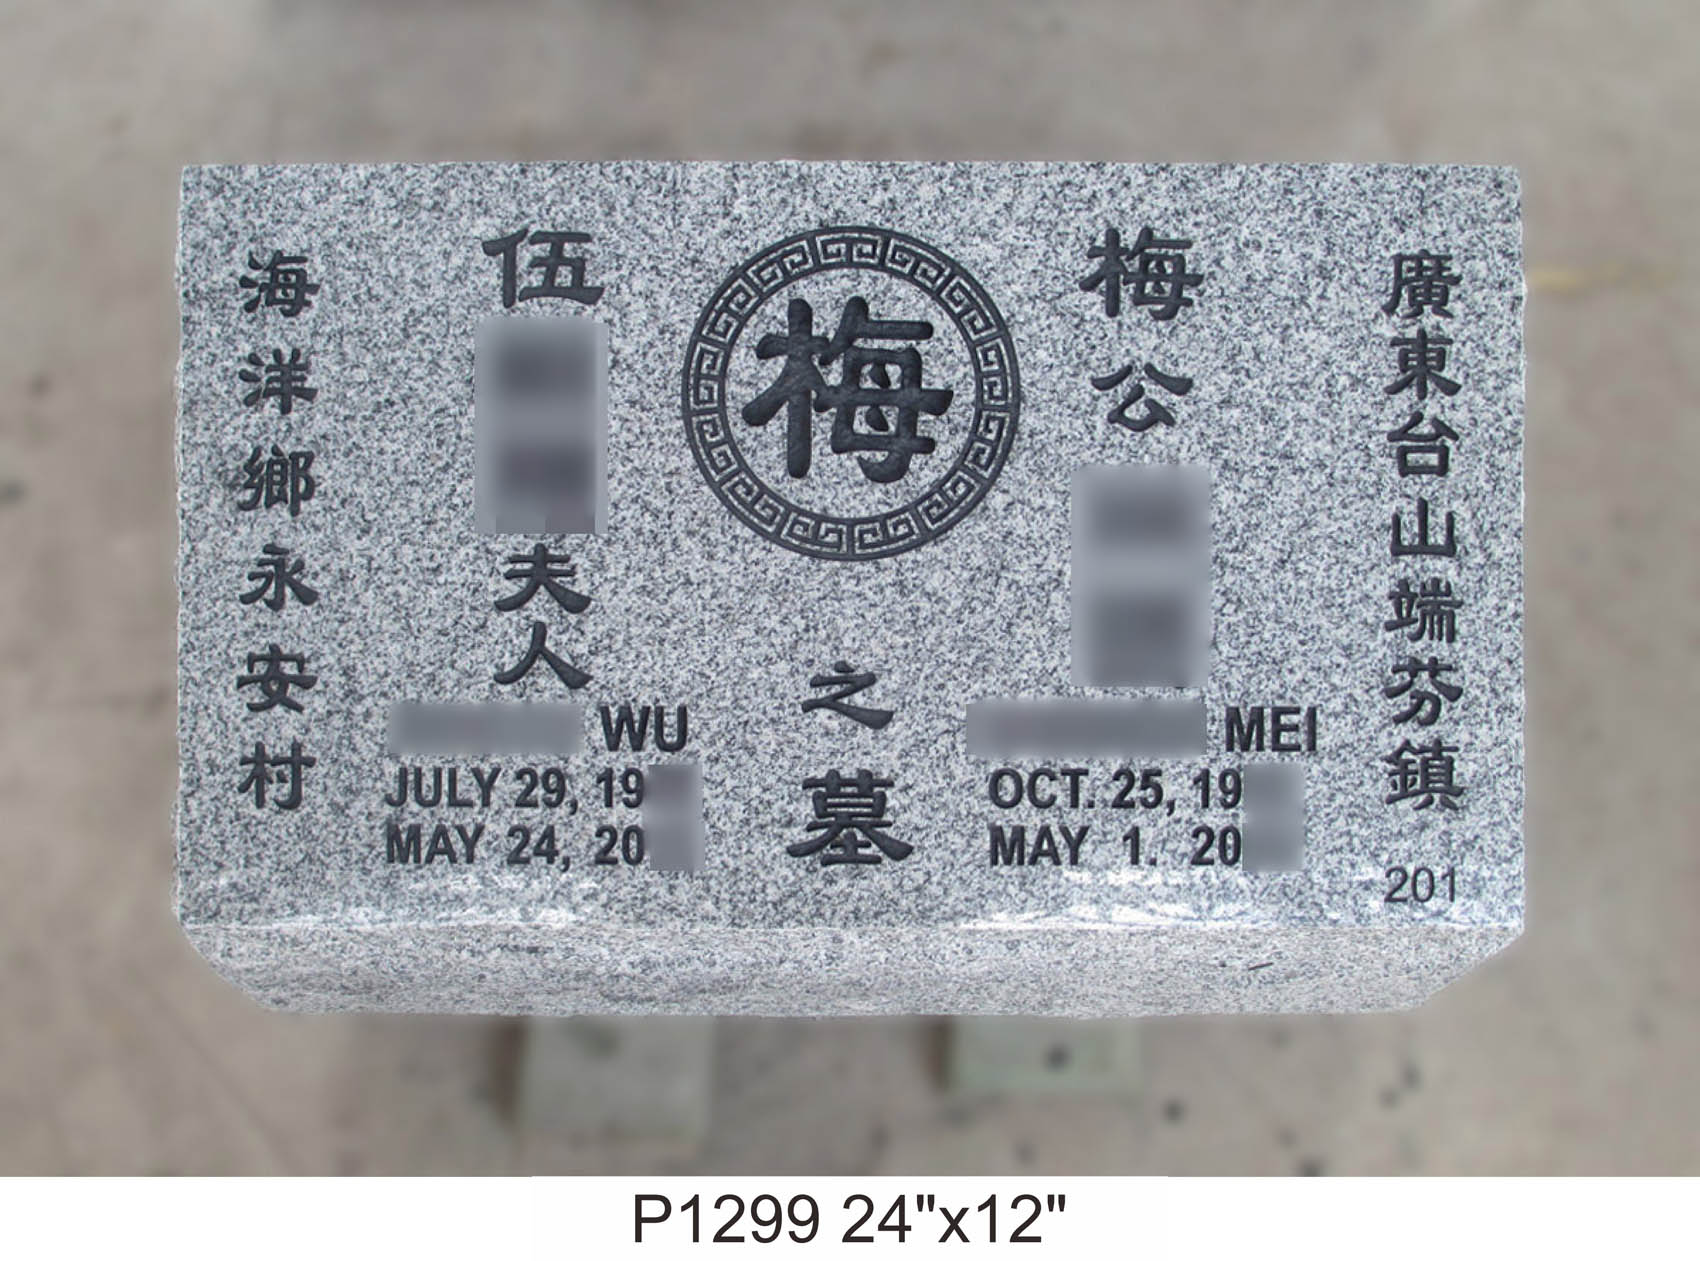 廣東台山端芬鎮
梅公
梅
之墓
伍
夫人
海洋鄉永安村
WU
JULY 29, 19
MAY 24, 20
MEI
OCT. 25, 19
MAY 1. 20
201
P1299 24"x12"